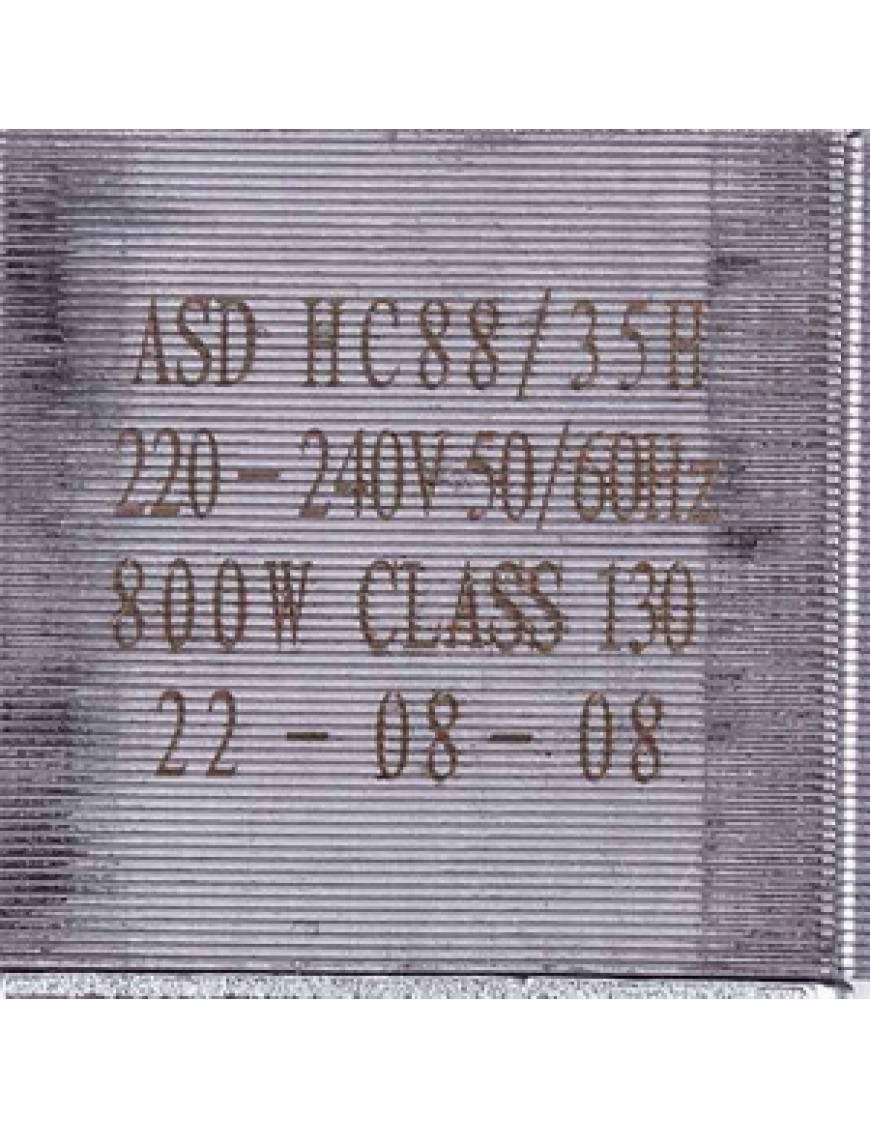 ASD HC88/35H
220-240V 50/60Hz
800W CLASS 130
22-08-08